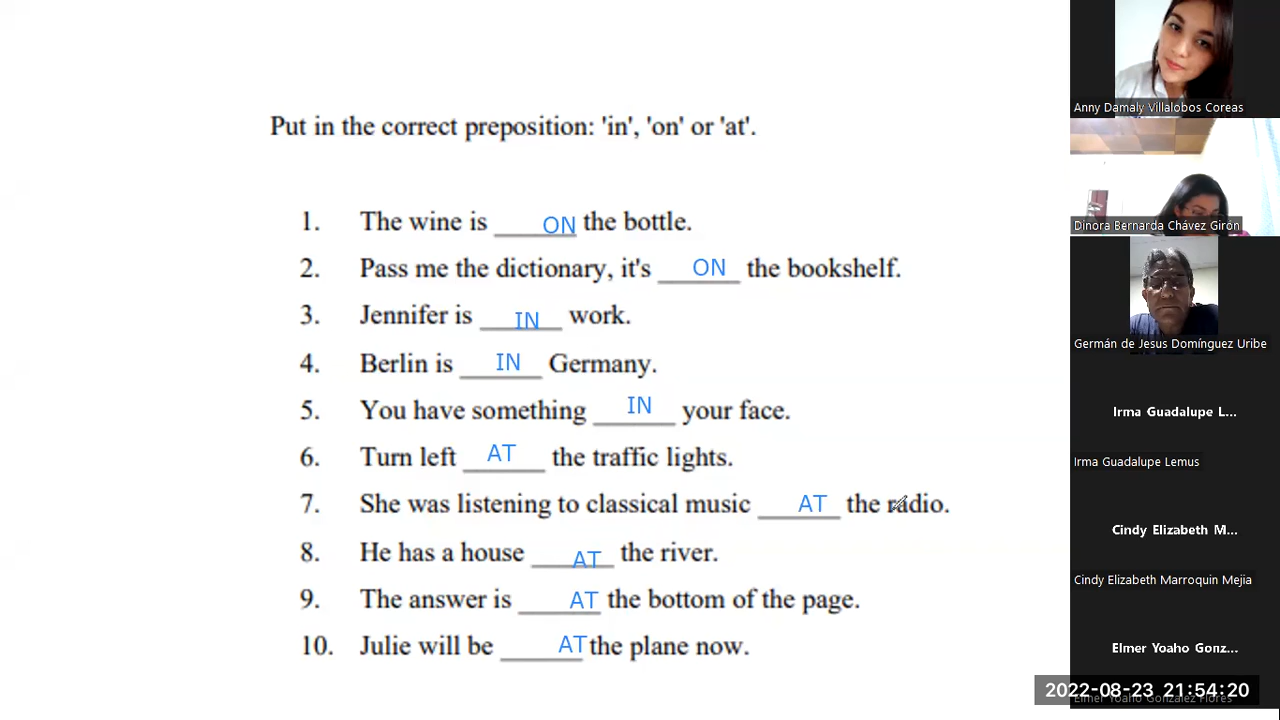 Put in the correct preposition: 'in', 'on' or 'at'.
1. The wine is ON the bottle.
2. Pass me the dictionary, it's ON the bookshelf.
3. Jennifer is IN work.
4. Berlin is IN Germany.
5. You have something IN your face.
6. Turn left AT the traffic lights.
7. She was listening to classical music AT the radio.
8. He has a house AT the river.
9. The answer is AT the bottom of the page.
10. Julie will be AT the plane now.
Anny Damaly Villalobos Coreas
Dinora Bernarda Chávez Girón
Germán de Jesus Domínguez Uribe
Irma Guadalupe L...
Irma Guadalupe Lemus
Cindy Elizabeth M...
Cindy Elizabeth Marroquin Mejia
Elmer Yoaho Gonz...
2022-08-23 21:54:20
Elmer Yoaho González Flores